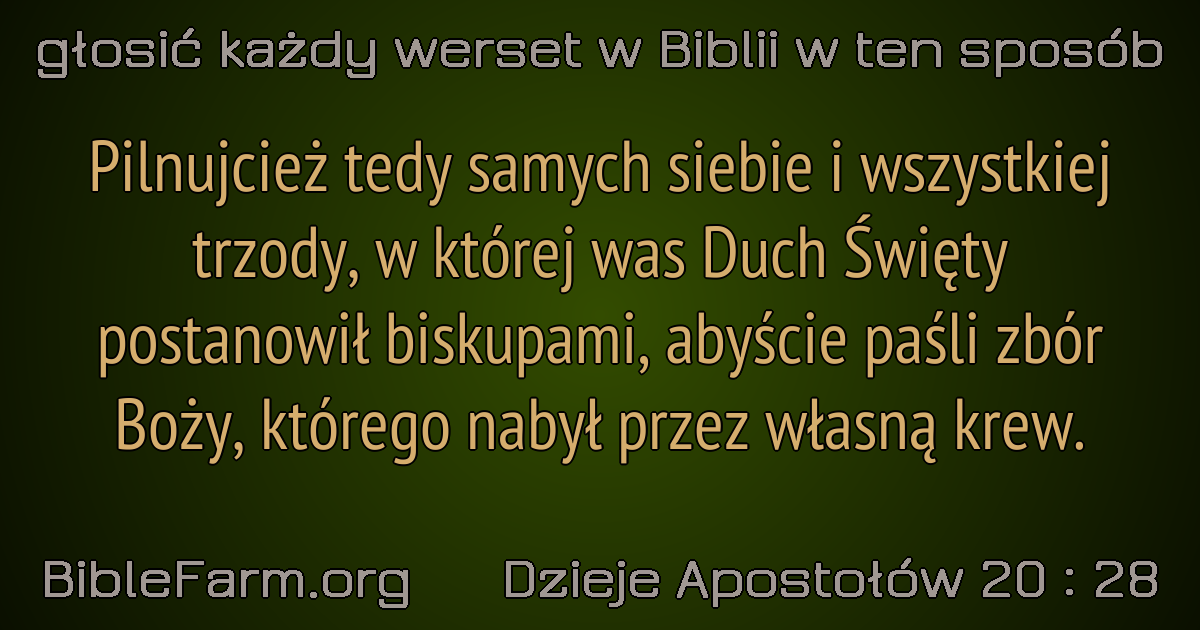 głosić każdy werset w Biblii w ten sposób
Pilnujcież tedy samych siebie i wszystkiej
trzody, w której was Duch Święty
postanowił biskupami, abyście paśli zbór
Boży, którego nabył przez własną krew.
BibleFarm.org Dzieje Apostołów 20 : 28